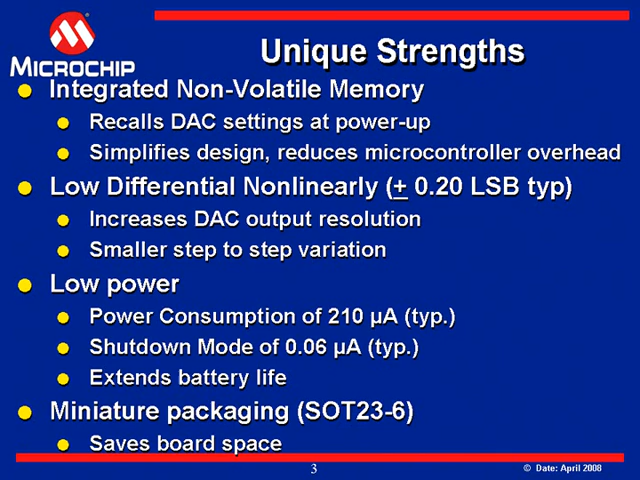 MICROCHIP
Unique Strengths
Integrated Non-Volatile Memory
Recalls DAC settings at power-up
Simplifies design, reduces microcontroller overhead
Low Differential Nonlinearly (± 0.20 LSB typ)
Increases DAC output resolution
Smaller step to step variation
Low power
Power Consumption of 210 µA (typ.)
Shutdown Mode of 0.06 µA (typ.)
Extends battery life
Miniature packaging (SOT23-6)
Saves board space
3
© Date: April 2008